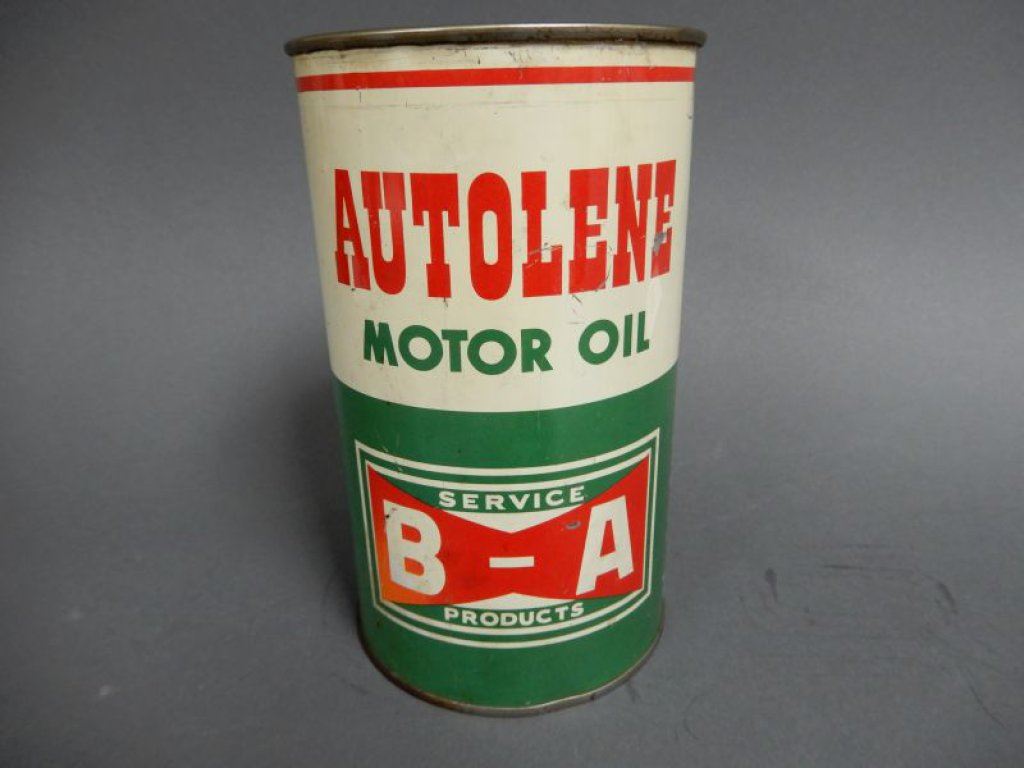 AUTOLENE
MOTOR OIL
SERVICE
B-A
PRODUCTS